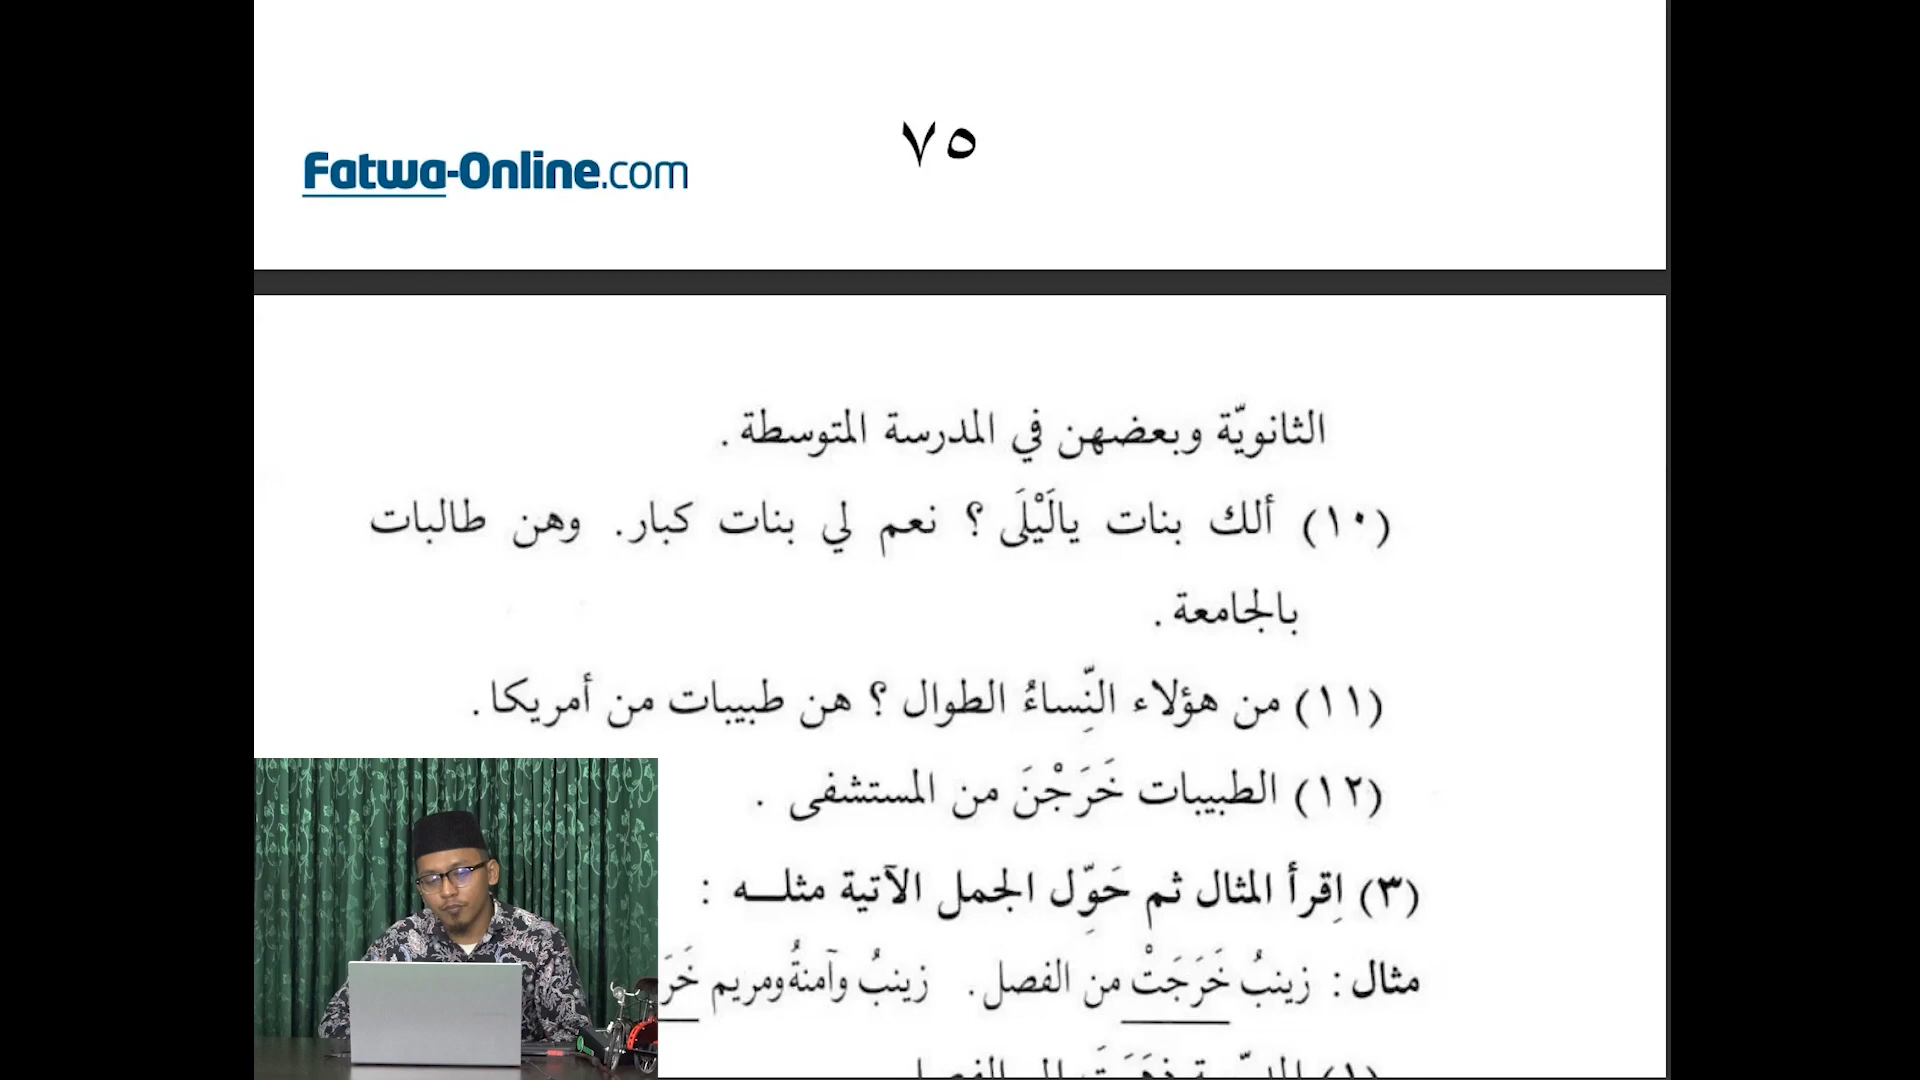 ٧٥
Fatwa-Online.com
الثانويّة وبعضهن في المدرسة المتوسطة .
(١٠) ألك بنات يالَيْلَى ؟ نعم لي بنات كبار. وهن طالبات
بالجامعة .
(١١) من هؤلاء النِّساءُ الطوال ؟ هن طبيبات من أمريكا .
(١٢) الطبيبات خَرَجْنَ من المستشفى .
(٣) اِقرأ المثال ثم حَوِّل الجمل الآتية مثلـــه :
مثال : زينبُ خَرَجَتْ من الفصل . زينبُ وآمنةُ ومريم